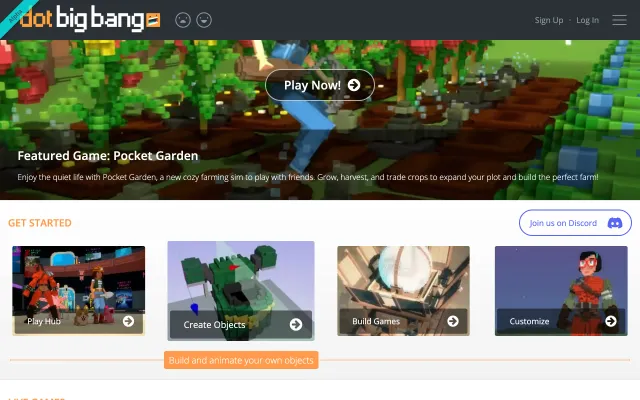 Alpha
dot big bang
Sign Up · Log In
Play Now!
Featured Game: Pocket Garden
Enjoy the quiet life with Pocket Garden, a new cozy farming sim to play with friends. Grow, harvest, and trade crops to expand your plot and build the perfect farm!
GET STARTED
Join us on Discord
Play Hub
Create Objects
Build Games
Customize
Build and animate your own objects